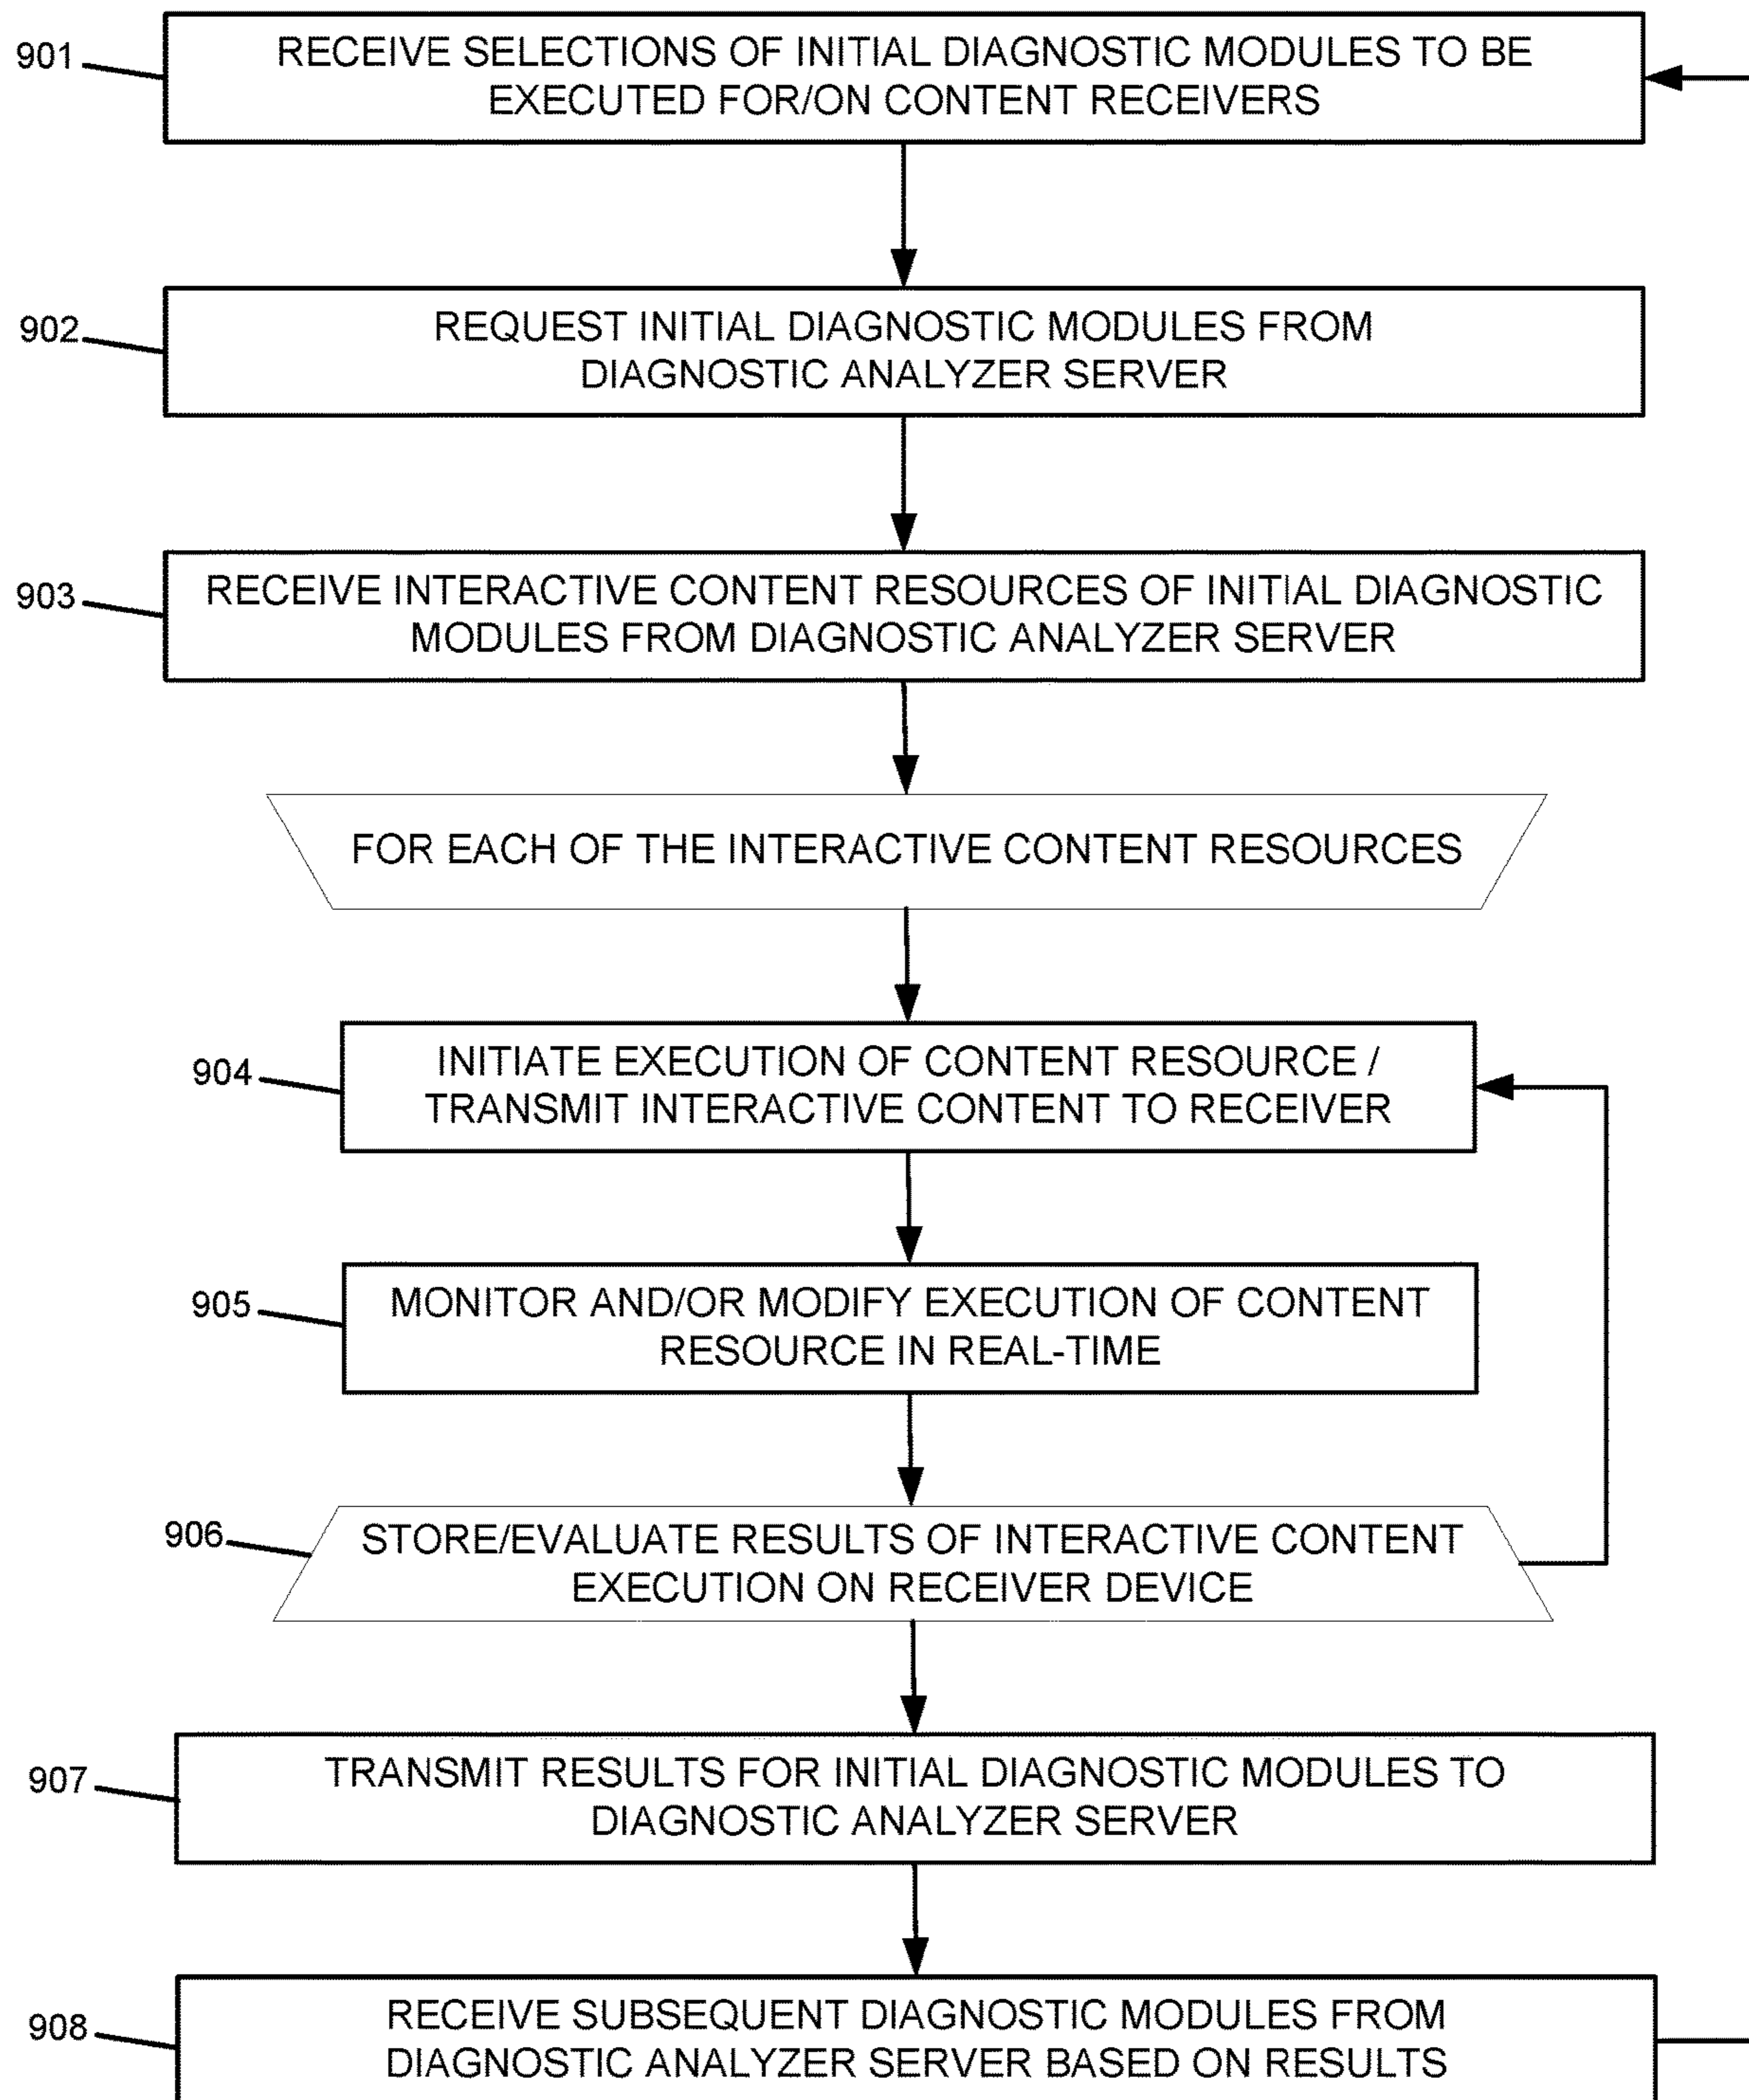 901
RECEIVE SELECTIONS OF INITIAL DIAGNOSTIC MODULES TO BE
EXECUTED FOR/ON CONTENT RECEIVERS
902
REQUEST INITIAL DIAGNOSTIC MODULES FROM
DIAGNOSTIC ANALYZER SERVER
903
RECEIVE INTERACTIVE CONTENT RESOURCES OF INITIAL DIAGNOSTIC
MODULES FROM DIAGNOSTIC ANALYZER SERVER
FOR EACH OF THE INTERACTIVE CONTENT RESOURCES
904
INITIATE EXECUTION OF CONTENT RESOURCE /
TRANSMIT INTERACTIVE CONTENT TO RECEIVER
905
MONITOR AND/OR MODIFY EXECUTION OF CONTENT
RESOURCE IN REAL-TIME
906
STORE/EVALUATE RESULTS OF INTERACTIVE CONTENT
EXECUTION ON RECEIVER DEVICE
907
TRANSMIT RESULTS FOR INITIAL DIAGNOSTIC MODULES TO
DIAGNOSTIC ANALYZER SERVER
908
RECEIVE SUBSEQUENT DIAGNOSTIC MODULES FROM
DIAGNOSTIC ANALYZER SERVER BASED ON RESULTS